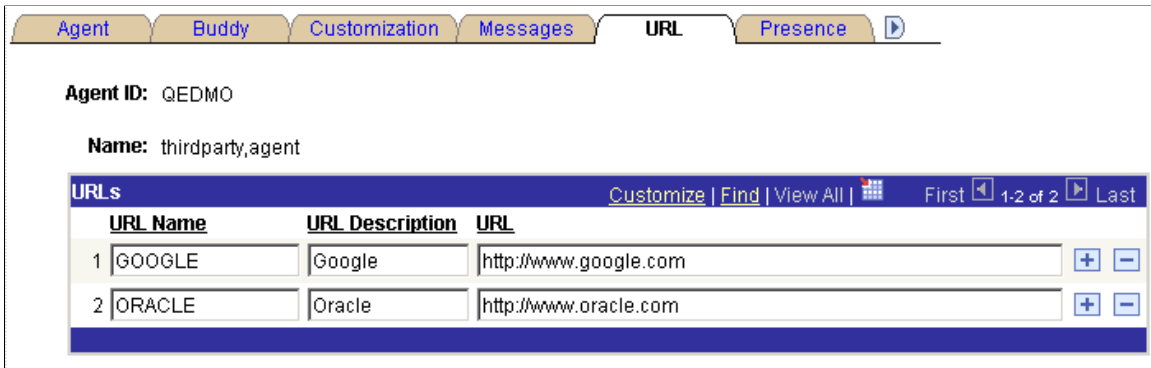 Agent Buddy Customization Messages URL Presence
Agent ID: QEDMO
Name: thirdparty,agent
URLs Customize | Find | View All | First 1-2 of 2 Last
URL Name URL Description URL
1 GOOGLE Google http://www.google.com
2 ORACLE Oracle http://www.oracle.com